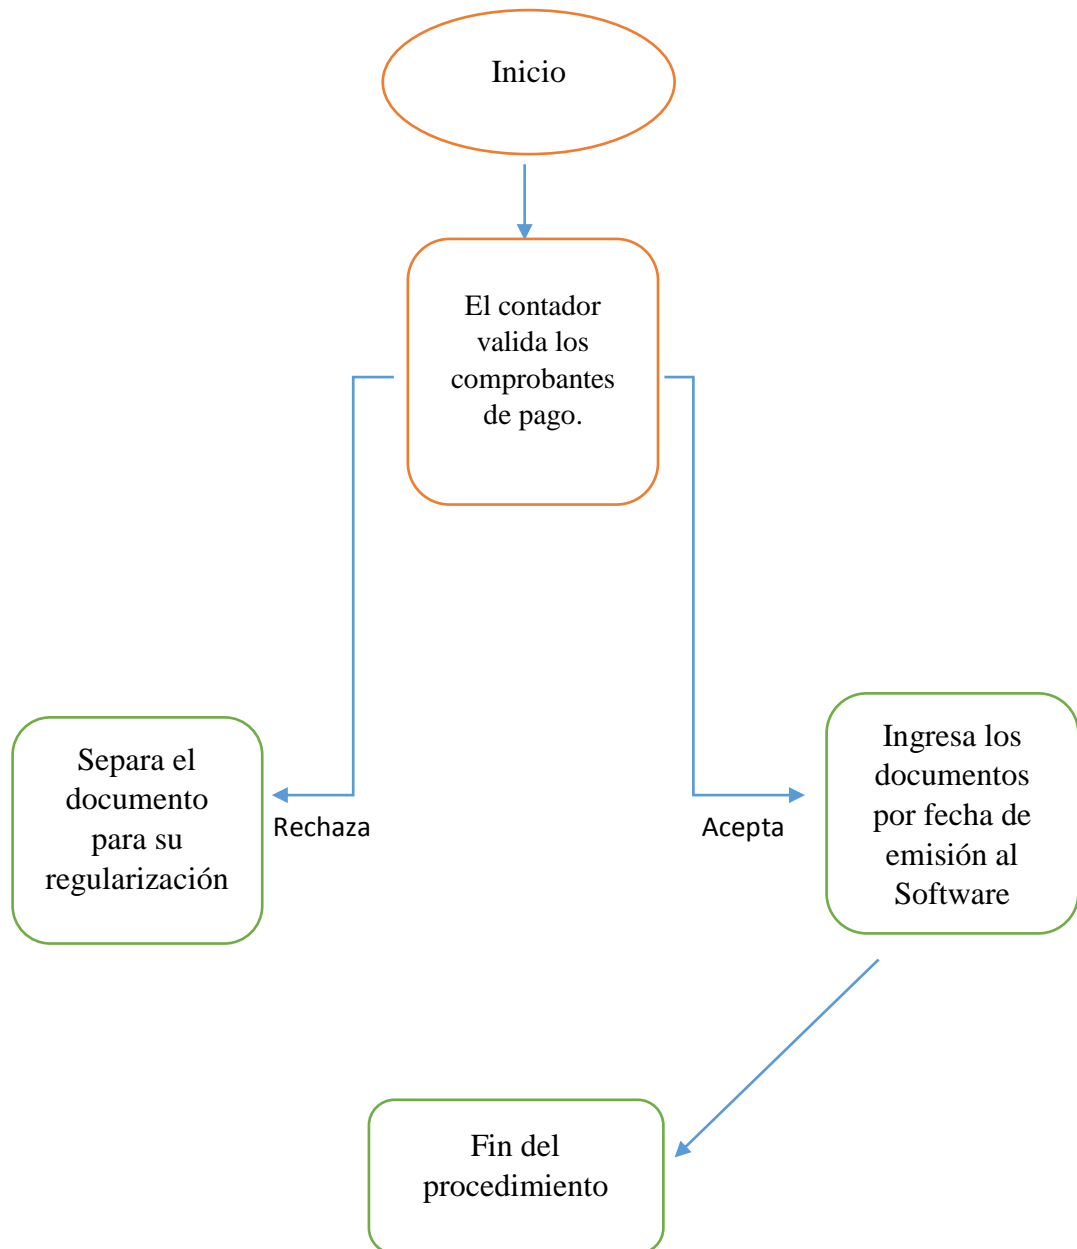 Inicio
El contador
valida los
comprobantes
de pago.
Separa el
documento
para su
regularización
Rechaza
Acepta
Ingresa los
documentos
por fecha de
emisión al
Software
Fin del
procedimiento